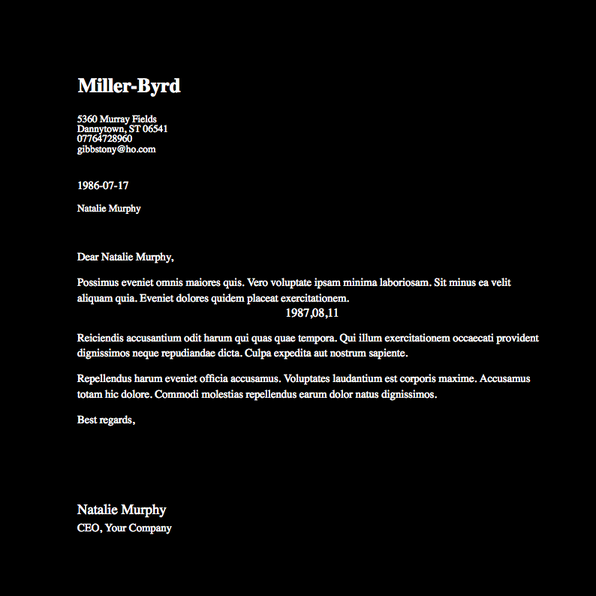 Miller-Byrd
5360 Murray Fields
Dannytown, ST 06541
07764728960
gibbstony@ho.com
1986-07-17
Natalie Murphy
Dear Natalie Murphy,
Possimus eveniet omnis maiores quis. Vero voluptate ipsam minima laboriosam. Sit minus ea velit
aliquam quia. Eveniet dolores quidem placeat exercitationem.
1987,08,11
Reiciendis accusantium odit harum qui quas quae tempora. Qui illum exercitationem occaecati provident
dignissimos neque repudiandae dicta. Culpa expedita aut nostrum sapiente.
Repellendus harum eveniet officia accusamus. Voluptates laudantium est corporis maxime. Accusamus
totam hic dolore. Commodi molestias repellendus earum dolor natus dignissimos.
Best regards,
Natalie Murphy
CEO, Your Company